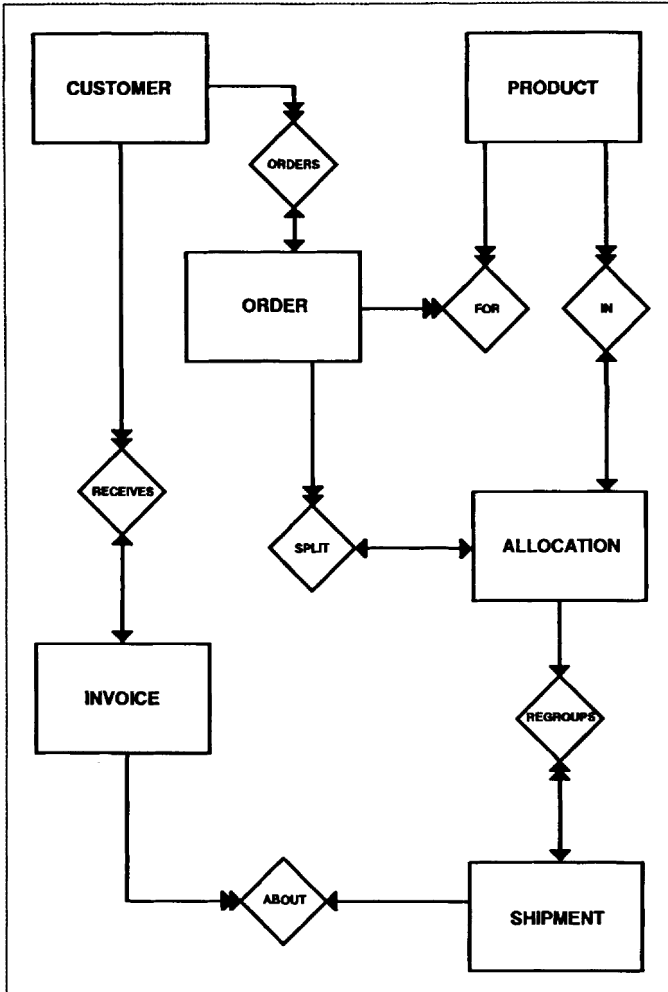 CUSTOMER
PRODUCT
ORDERS
ORDER
FOR
IN
RECEIVES
SPLIT
ALLOCATION
INVOICE
REGROUPS
ABOUT
SHIPMENT